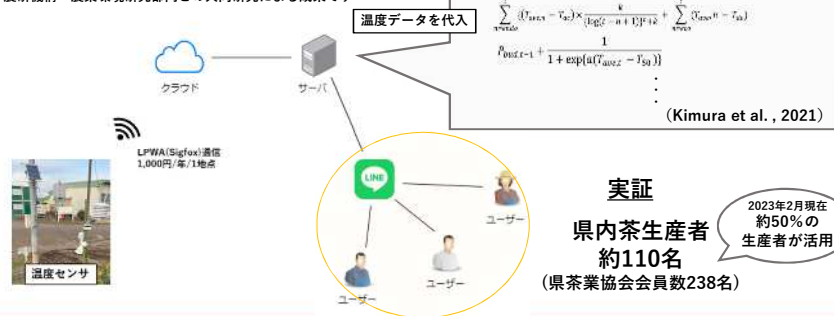 温度データを代入
(Kimura et al. , 2021)
クラウド
サーバ
LPWA(Sigfox)通信
1,000円/年/1地点
LINE
温度センサ
ユーザー
ユーザー
ユーザー
実証
県内茶生産者
約110名
(県茶業協会会員数238名)
2023年2月現在
約50%の
生産者が活用